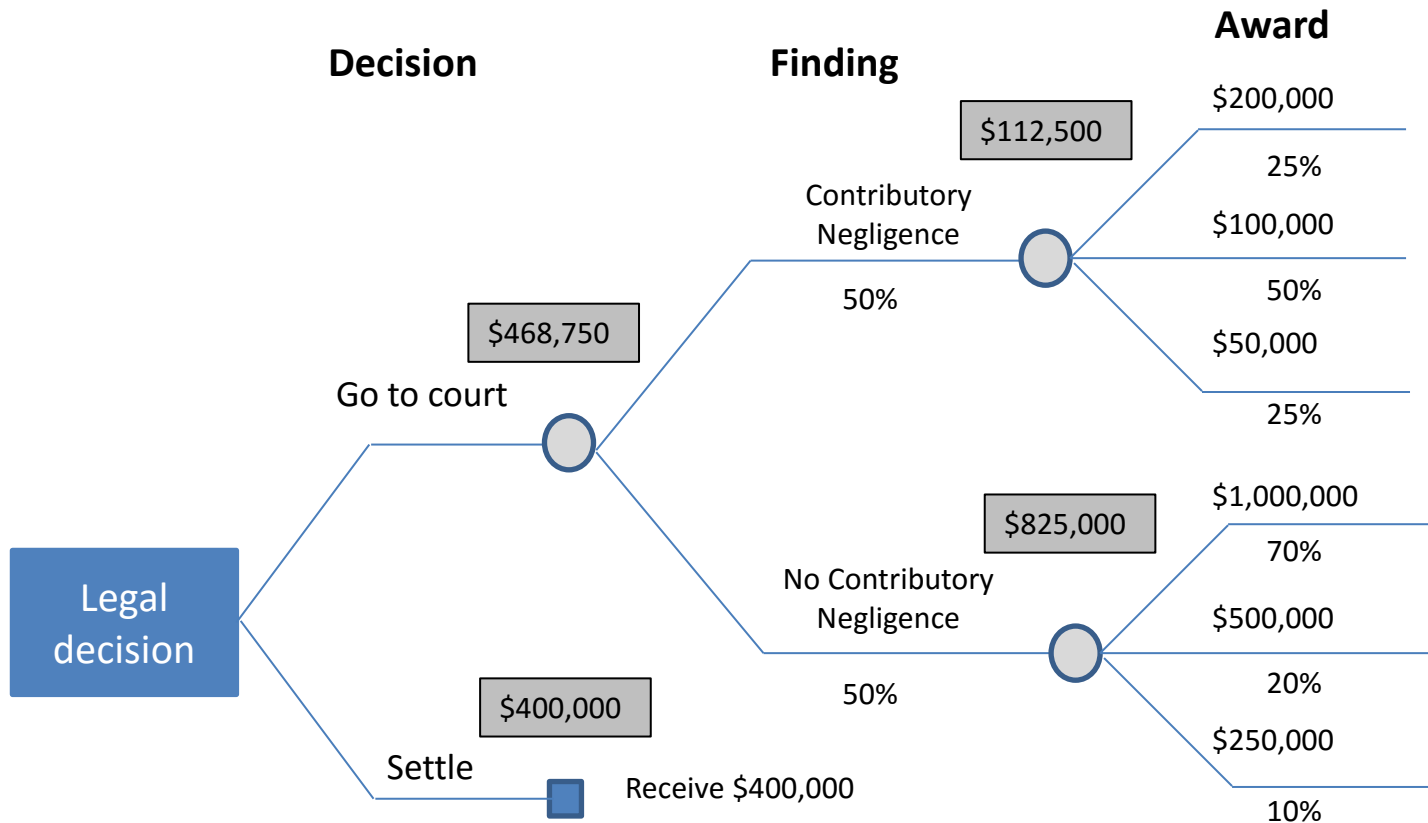 Decision
Finding
Award
$200,000
$112,500
25%
Contributory
Negligence
$100,000
50%
50%
$468,750
$50,000
Go to court
25%
$1,000,000
$825,000
70%
No Contributory
Negligence
Legal
decision
$500,000
50%
20%
$400,000
$250,000
Settle
Receive $400,000
10%